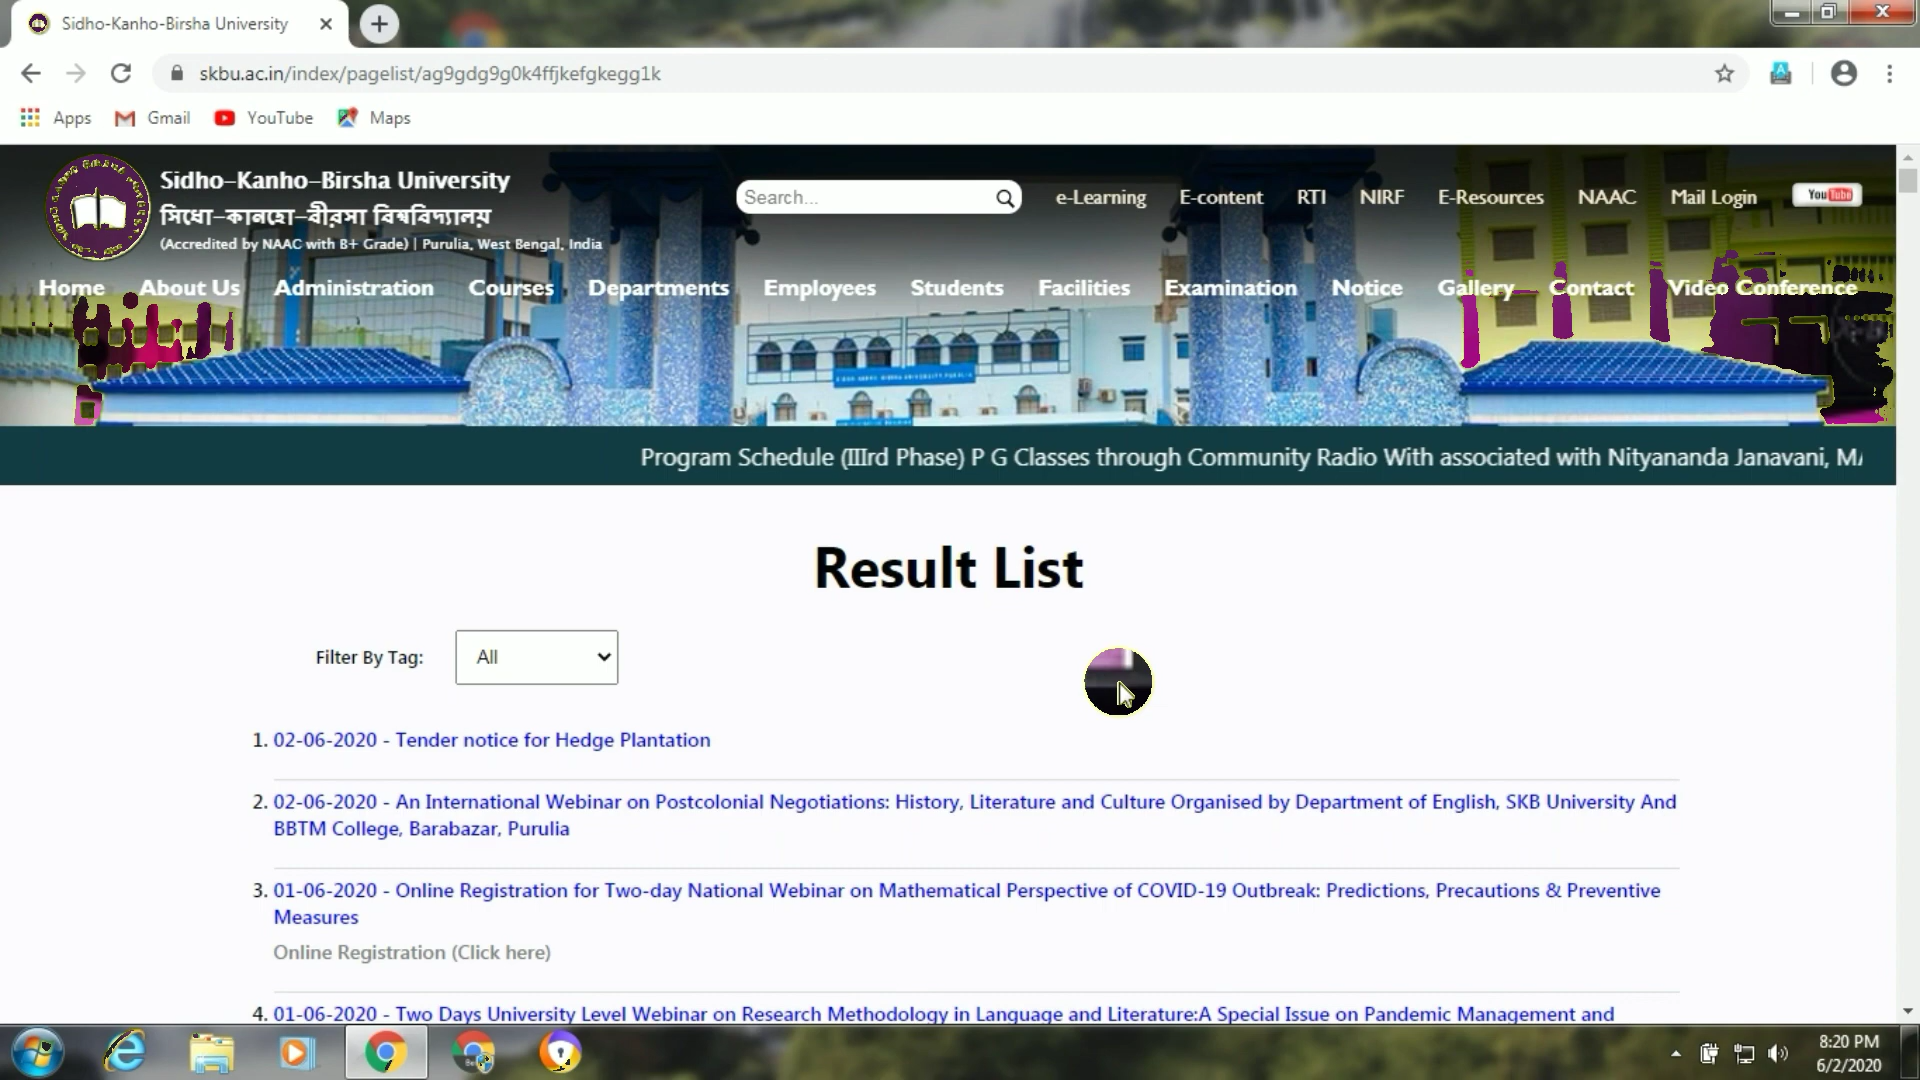 Sidho-Kanho-Birsha University
skbu.ac.in/index/pagelist/ag9gdg9g0k4ffjkefgkegg1k
Apps Gmail YouTube Maps
Sidho-Kanho-Birsha University
সিধো-কানহো-বীরসা বিশ্ববিদ্যালয়
(Accredited by NAAC with B+ Grade) | Purulia, West Bengal, India
Search... e-Learning E-content RTI NIRF E-Resources NAAC Mail Login YouTube
Home About Us Administration Courses Departments Employees Students Facilities Examination Notice Gallery Contact Video Conference
Program Schedule (IIIrd Phase) P G Classes through Community Radio With associated with Nityananda Janavani,
Result List
Filter By Tag: All
1. 02-06-2020 - Tender notice for Hedge Plantation
2. 02-06-2020 - An International Webinar on Postcolonial Negotiations: History, Literature and Culture Organised by Department of English, SKB University And
BBTM College, Barabazar, Purulia
3. 01-06-2020 - Online Registration for Two-day National Webinar on Mathematical Perspective of COVID-19 Outbreak: Predictions, Precautions & Preventive
Measures
Online Registration (Click here)
4. 01-06-2020 - Two Days University Level Webinar on Research Methodology in Language and Literature:A Special Issue on Pandemic Management and
8:20 PM
6/2/2020